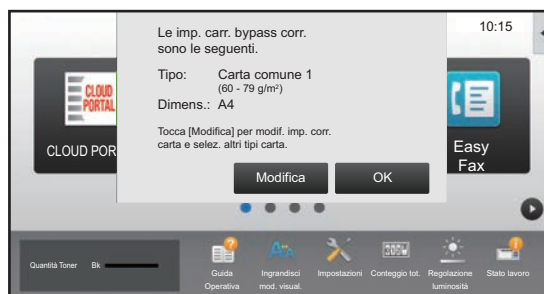 10:15
Le imp. carr. bypass corr.
sono le seguenti.
Tipo: Carta comune 1
(60 - 79 g/m²)
Dimens.: A4
Tocca [Modifica] per modif. imp. corr.
carta e selez. altri tipi carta.
Modifica OK
CLOUD
PORTAL
CLOUD POR
Easy
Fax
Quantità Toner Bk
Guida
Operativa
Ingrandisci
mod. visual.
Impostazioni
Conteggio tot.
Regolazione
luminosità
Stato lavoro